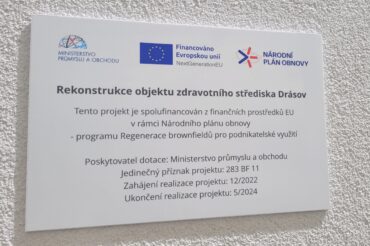 MINISTERSTVO
PRŮMYSLU A OBCHODU
Financováno
Evropskou unií
NextGenerationEU
NÁRODNÍ
PLÁN OBNOVY
Rekonstrukce objektu zdravotního střediska Drásov
Tento projekt je spolufinancován z finančních prostředků EU
v rámci Národního plánu obnovy
- programu Regenerace brownfieldů pro podnikatelské využití
Poskytovatel dotace: Ministerstvo průmyslu a obchodu
Jedinečný příznak projektu: 283 BF 11
Zahájení realizace projektu: 12/2022
Ukončení realizace projektu: 5/2024